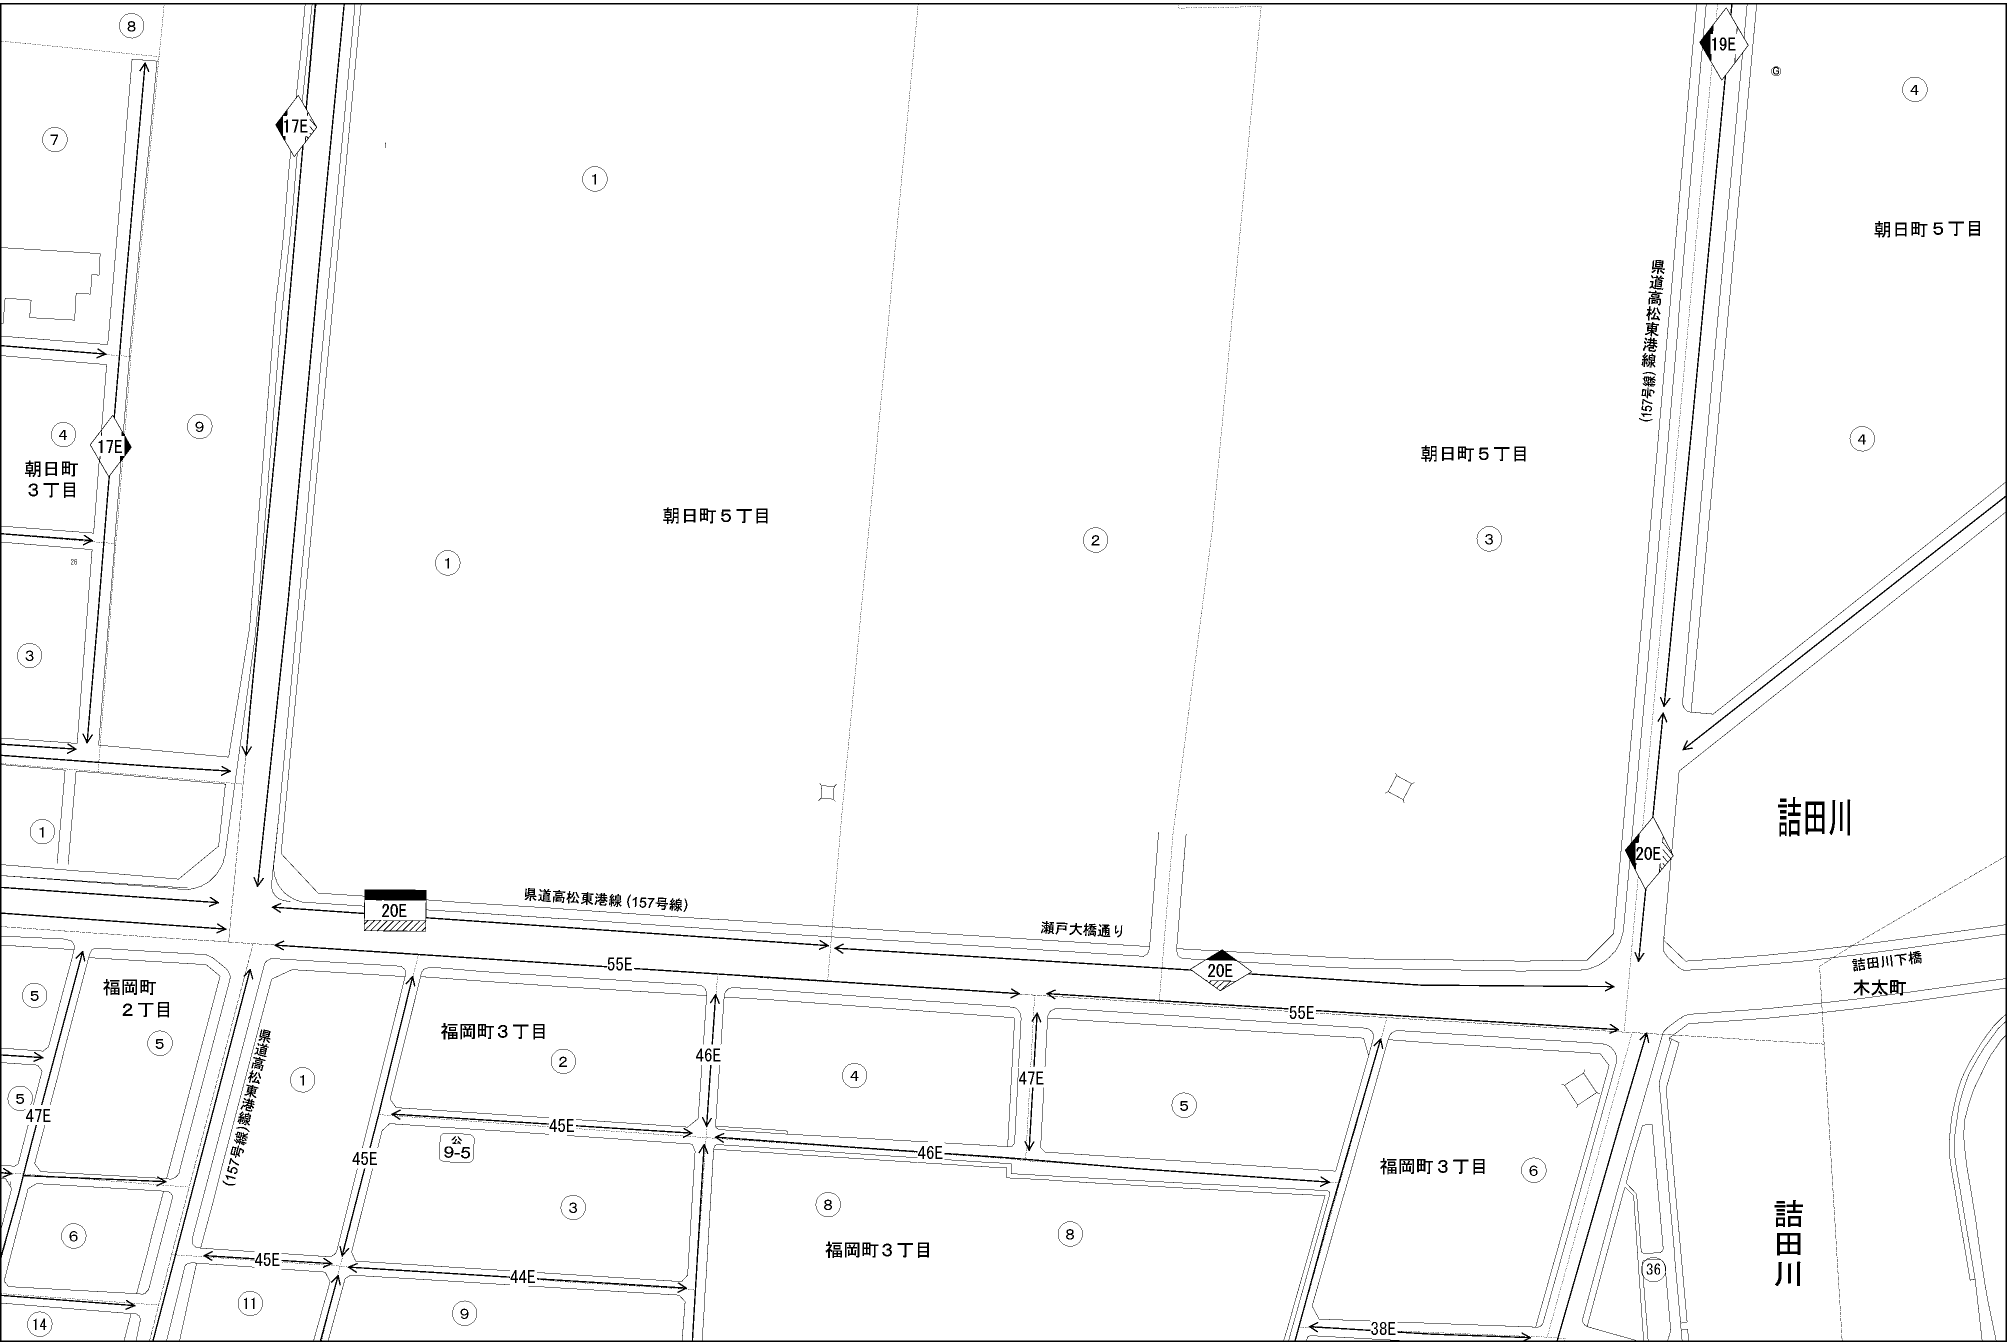 8
19E
G
4
7
17E
1
朝日町５丁目
県道高松東港線
(157号線)
9
4
17E
4
朝日町
３丁目
朝日町５丁目
朝日町５丁目
2
3
1
26
3
詰田川
1
20E
県道高松東港線(157号線)
20E
瀬戸大橋通り
20E
55E
詰田川下橋
木太町
5
福岡町
２丁目
5
55E
福岡町３丁目
県道高松東港線
(157号線)
1
2
46E
4
47E
5
5
47E
45E
公
9-5
45E
46E
福岡町３丁目
6
3
8
8
福岡町３丁目
詰田川
6
45E
44E
36
11
9
14
38E